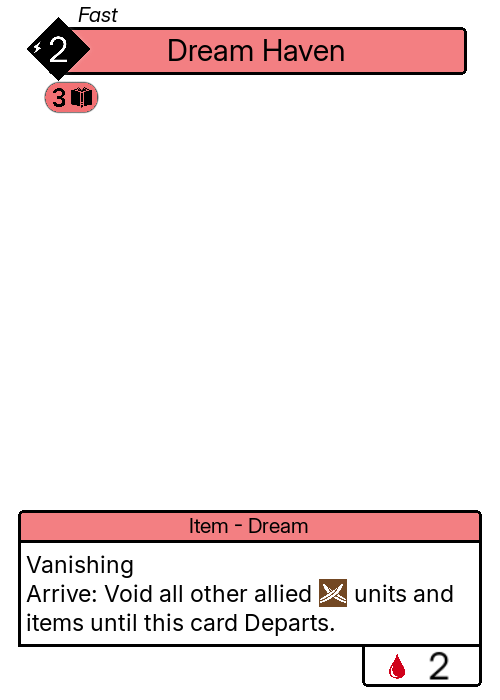 Fast
2 Dream Haven
3
Item - Dream
Vanishing
Arrive: Void all other allied units and
items until this card Departs.
2